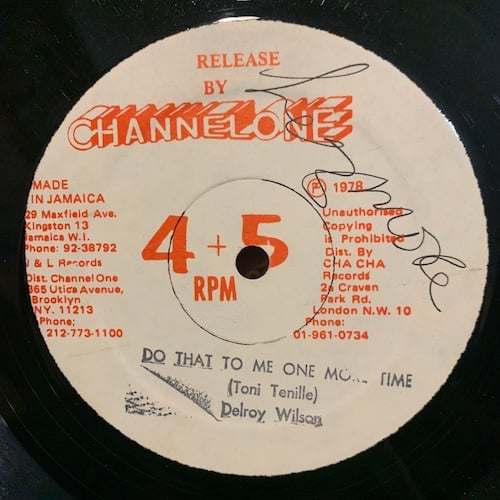 RELEASE
BY
CHANNELONE
MADE
IN JAMAICA
29 Maxfield Ave.
Kingston 13
Jamaica W.I.
Phone: 92-38792
J & L Records
Dist. Channel One
365 Utica Avenue,
Brooklyn
NY. 11213
Phone;
212-773-1100
4 + 5
RPM
Ⓟ 1978
Unauthorised
Copying
is Prohibited
Dist. By
CHA CHA
Records
2a Craven
Park Rd.
London N.W. 10
Phone:
01-961-0734
DO THAT TO ME ONE MORE TIME
(Toni Tenille)
Delroy Wilson